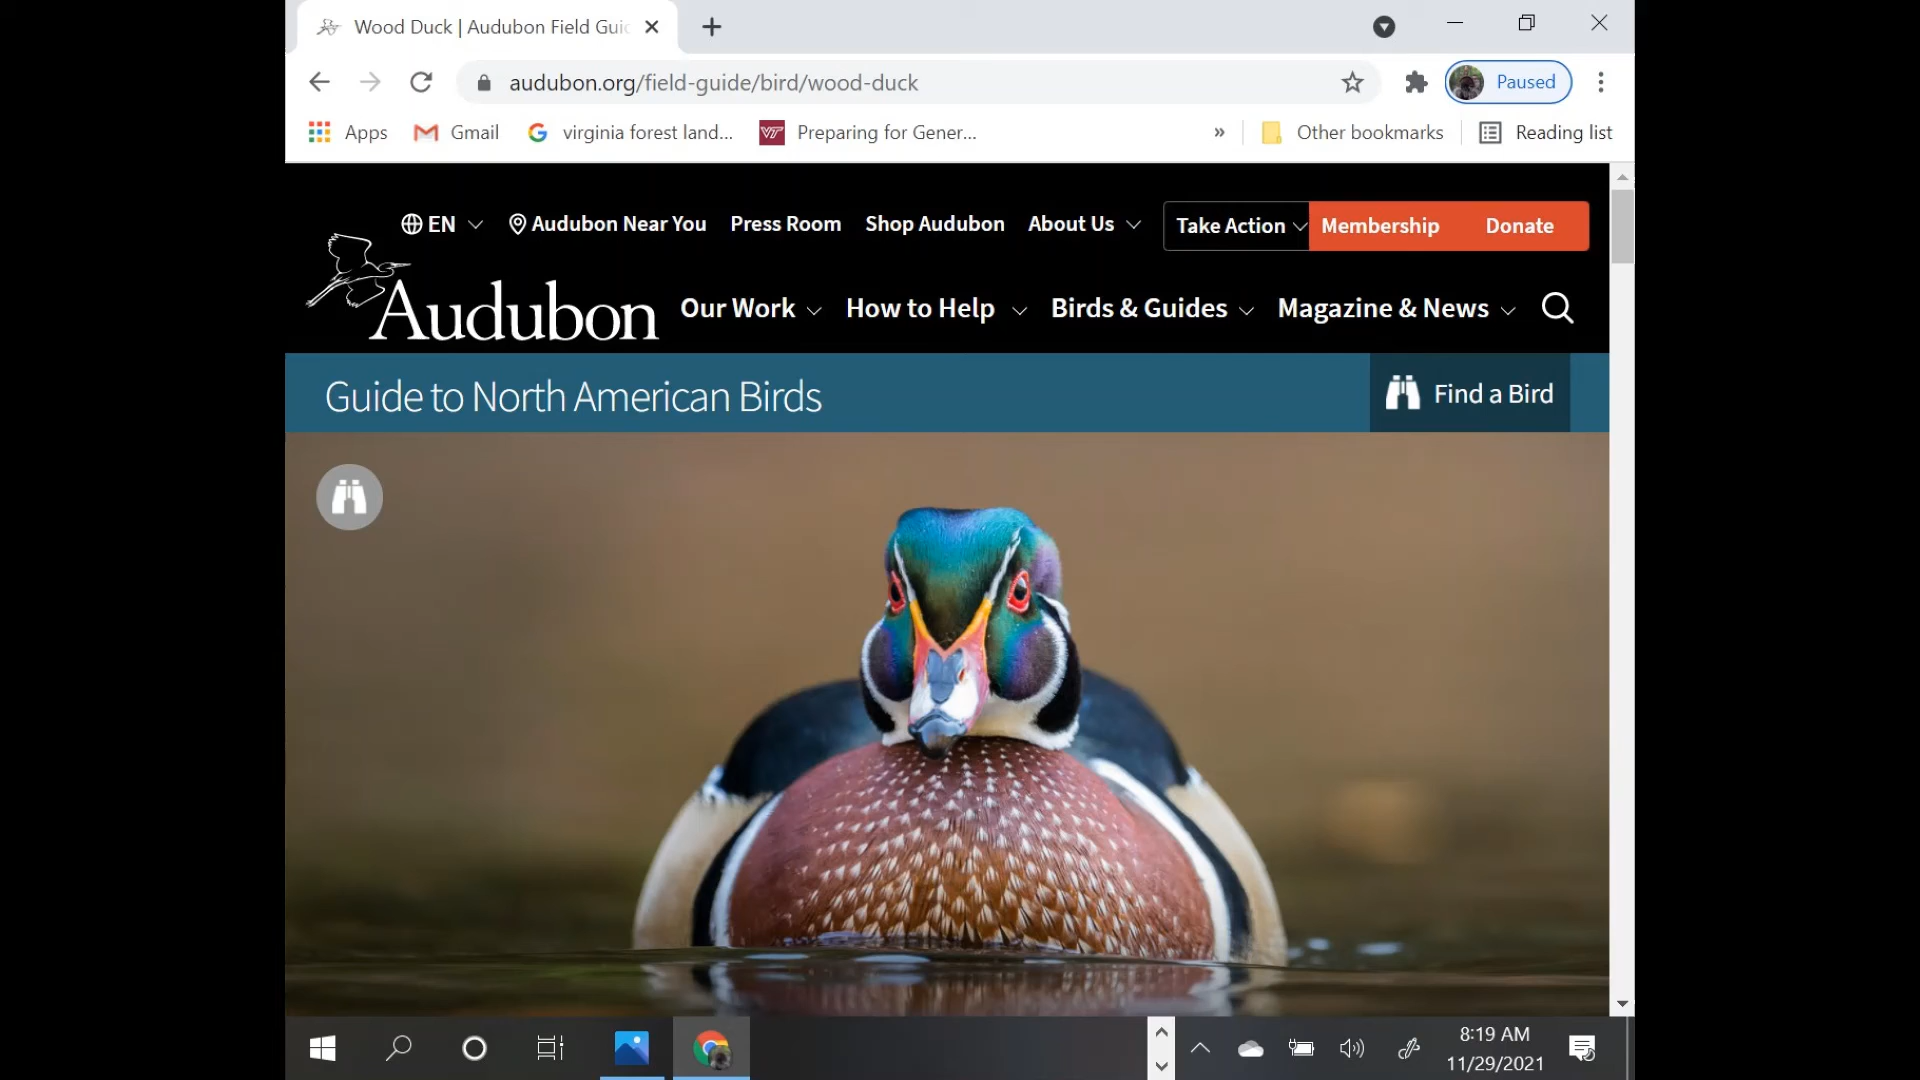 Wood Duck | Audubon Field Guic
audubon.org/field-guide/bird/wood-duck
Paused
Apps
Gmail
virginia forest land...
VT
Preparing for Gener...
»
Other bookmarks
Reading list
EN
Audubon Near You
Press Room
Shop Audubon
About Us
Take Action
Membership
Donate
Audubon
Our Work
How to Help
Birds & Guides
Magazine & News
Guide to North American Birds
Find a Bird
8:19 AM
11/29/2021